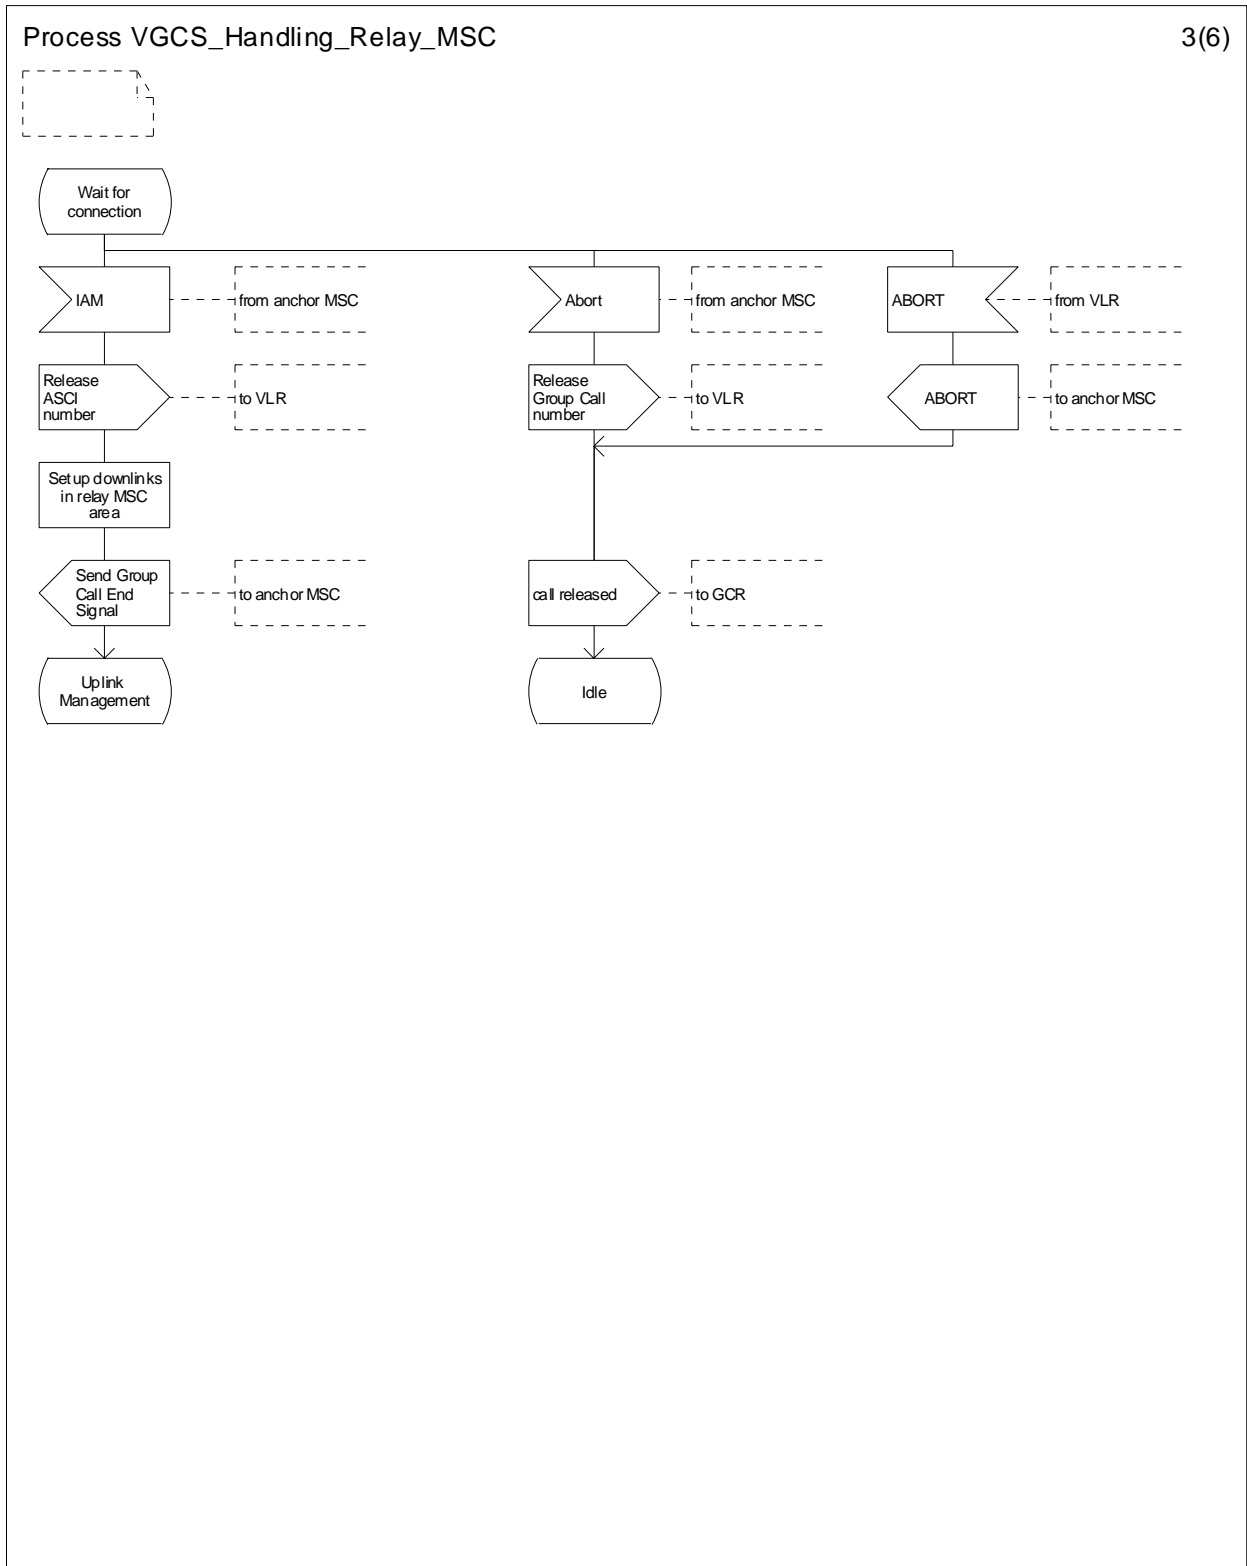 Process VGCS_Handling_Relay_MSC
3(6)
Wait for
connection
IAM
from anchor MSC
Abort
from anchor MSC
ABORT
from VLR
Release
ASCI
number
to VLR
Release
Group Call
number
to VLR
ABORT
to anchor MSC
Set up downlinks
in relay MSC
area
Send Group
Call End
Signal
to anchor MSC
call released
to GCR
Uplink
Management
Idle